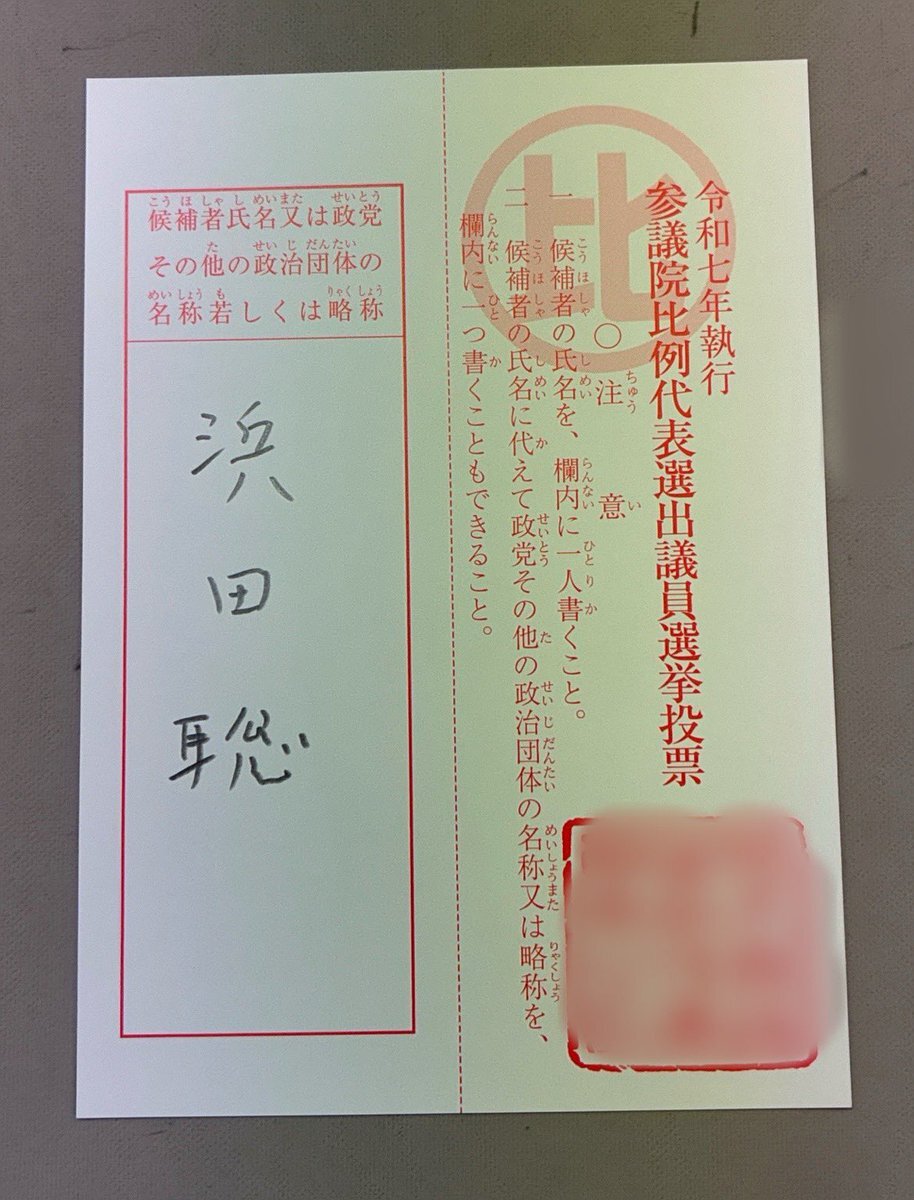 令和七年執行
参議院比例代表選出議員選挙投票
比
〇注意
一 候補者の氏名を、欄内に一人書くこと。
二 候補者の氏名に代えて政党その他の政治団体の名称又は略称を、
欄内に一つ書くこともできること。
候補者氏名又は政党
その他の政治団体の
名称若しくは略称
浜田聡